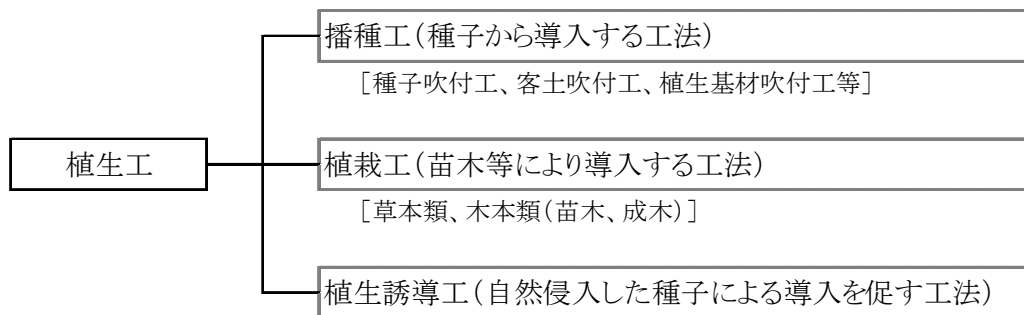 播種工（種子から導入する工法）
［種子吹付工、客土吹付工、植生基材吹付工等］
植生工
植栽工（苗木等により導入する工法）
［草本類、木本類（苗木、成木）］
植生誘導工（自然侵入した種子による導入を促す工法）